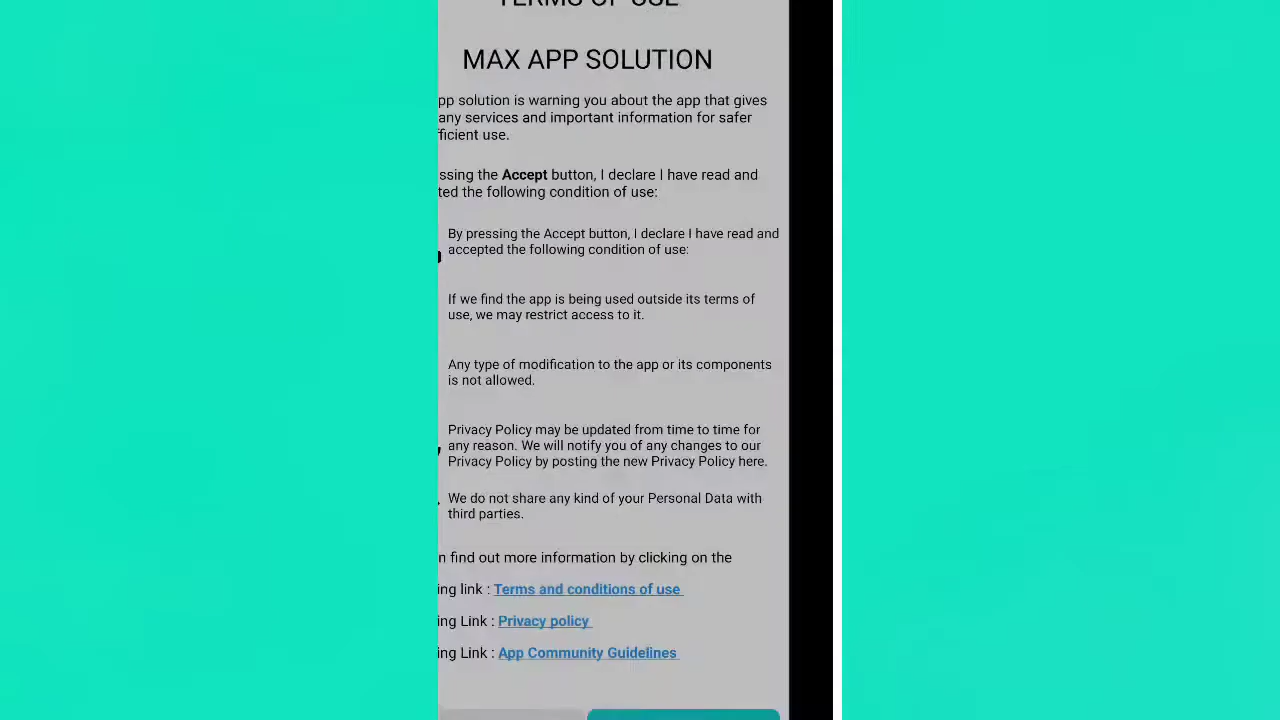 TERMS OF USE
MAX APP SOLUTION
pp solution is warning you about the app that gives
any services and important information for safer
fficient use.
ssing the Accept button, I declare I have read and
ted the following condition of use:
By pressing the Accept button, I declare I have read and
accepted the following condition of use:
If we find the app is being used outside its terms of
use, we may restrict access to it.
Any type of modification to the app or its components
is not allowed.
Privacy Policy may be updated from time to time for
any reason. We will notify you of any changes to our
Privacy Policy by posting the new Privacy Policy here.
We do not share any kind of your Personal Data with
third parties.
n find out more information by clicking on the
ing link : Terms and conditions of use
ing Link : Privacy policy
ing Link : App Community Guidelines